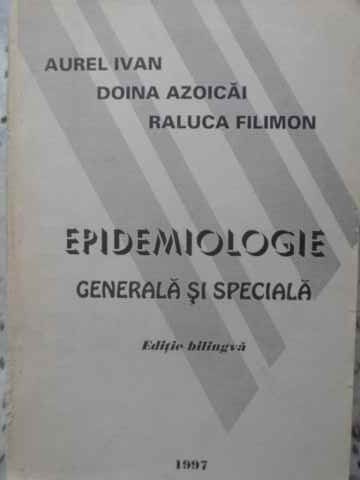 AUREL IVAN
DOINA AZOICĂI
RALUCA FILIMON
EPIDEMIOLOGIE
GENERALĂ ŞI SPECIALĂ
Ediţie bilingvă
1997